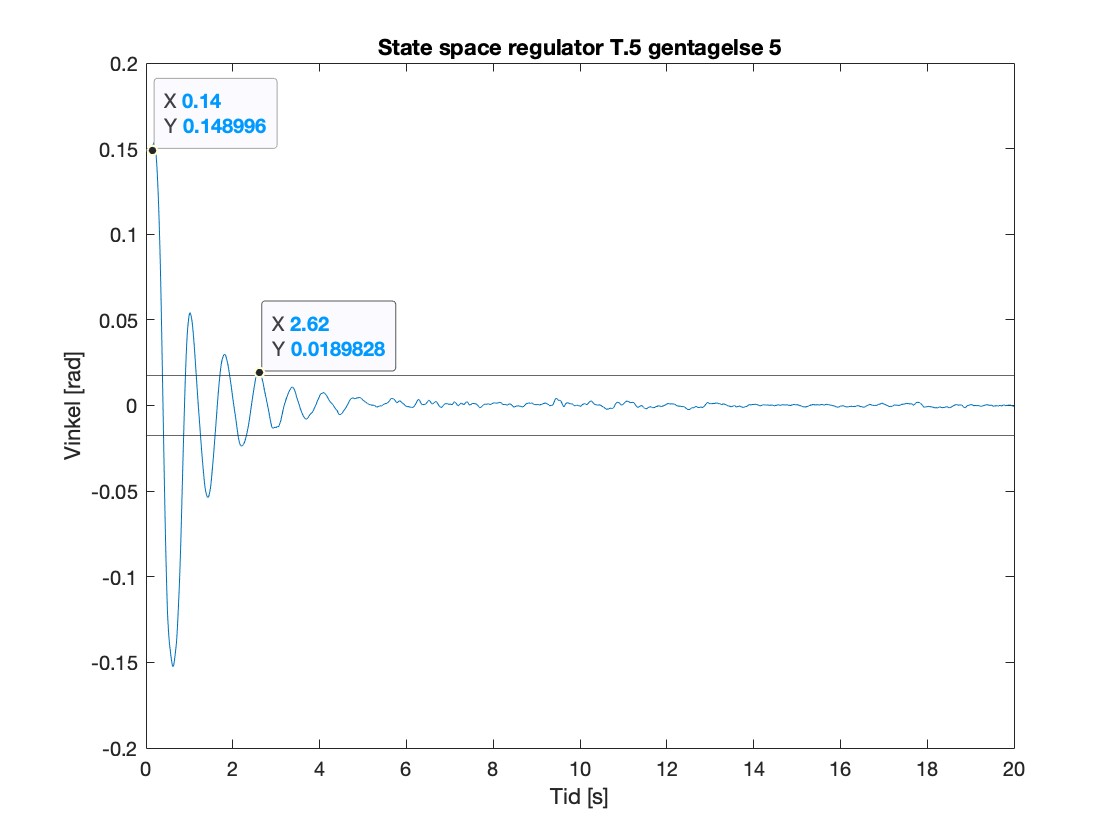 State space regulator T.5 gentagelse 5
X 0.14
Y 0.148996
X 2.62
Y 0.0189828
0.2
0.15
0.1
0.05
0
-0.05
-0.1
-0.15
-0.2
Vinkel [rad]
0 2 4 6 8 10 12 14 16 18 20
Tid [s]